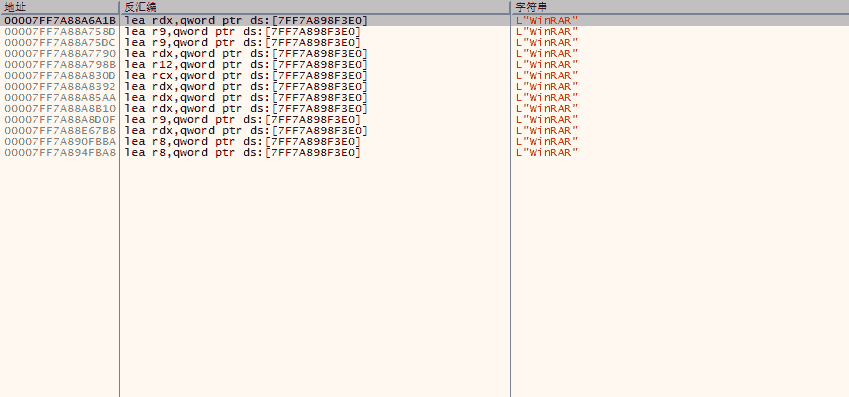 地址 反汇编 字符串
00007FF7A88A6A1B lea rdx,qword ptr ds:[7FF7A898F3E0] L"WinRAR"
00007FF7A88A758D lea r9,qword ptr ds:[7FF7A898F3E0] L"WinRAR"
00007FF7A88A75DC lea r9,qword ptr ds:[7FF7A898F3E0] L"WinRAR"
00007FF7A88A7790 lea rdx,qword ptr ds:[7FF7A898F3E0] L"WinRAR"
00007FF7A88A798B lea r12,qword ptr ds:[7FF7A898F3E0] L"WinRAR"
00007FF7A88A830D lea rcx,qword ptr ds:[7FF7A898F3E0] L"WinRAR"
00007FF7A88A8392 lea rdx,qword ptr ds:[7FF7A898F3E0] L"WinRAR"
00007FF7A88A85AA lea rdx,qword ptr ds:[7FF7A898F3E0] L"WinRAR"
00007FF7A88A8B10 lea rdx,qword ptr ds:[7FF7A898F3E0] L"WinRAR"
00007FF7A88A8D0F lea r9,qword ptr ds:[7FF7A898F3E0] L"WinRAR"
00007FF7A88E67B8 lea rdx,qword ptr ds:[7FF7A898F3E0] L"WinRAR"
00007FF7A890FBBA lea r8,qword ptr ds:[7FF7A898F3E0] L"WinRAR"
00007FF7A894FBA8 lea r8,qword ptr ds:[7FF7A898F3E0] L"WinRAR"